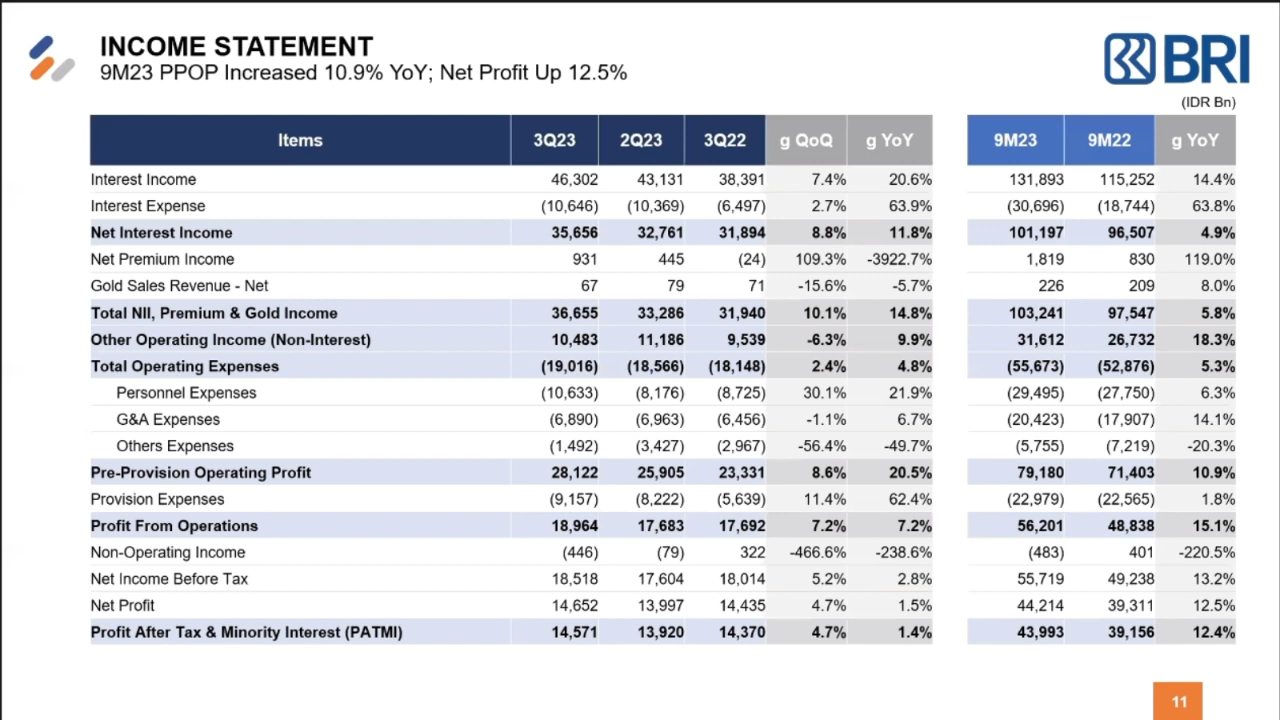 INCOME STATEMENT
9M23 PPOP Increased 10.9% YoY; Net Profit Up 12.5%
BRI
(IDR Bn)
Items 3Q23 2Q23 3Q22 g QoQ g YoY 9M23 9M22 g YoY
Interest Income 46,302 43,131 38,391 7.4% 20.6% 131,893 115,252 14.4%
Interest Expense (10,646) (10,369) (6,497) 2.7% 63.9% (30,696) (18,744) 63.8%
Net Interest Income 35,656 32,761 31,894 8.8% 11.8% 101,197 96,507 4.9%
Net Premium Income 931 445 (24) 109.3% -3922.7% 1,819 830 119.0%
Gold Sales Revenue - Net 67 79 71 -15.6% -5.7% 226 209 8.0%
Total NII, Premium & Gold Income 36,655 33,286 31,940 10.1% 14.8% 103,241 97,547 5.8%
Other Operating Income (Non-Interest) 10,483 11,186 9,539 -6.3% 9.9% 31,612 26,732 18.3%
Total Operating Expenses (19,016) (18,566) (18,148) 2.4% 4.8% (55,673) (52,876) 5.3%
Personnel Expenses (10,633) (8,176) (8,725) 30.1% 21.9% (29,495) (27,750) 6.3%
G&A Expenses (6,890) (6,963) (6,456) -1.1% 6.7% (20,423) (17,907) 14.1%
Others Expenses (1,492) (3,427) (2,967) -56.4% -49.7% (5,755) (7,219) -20.3%
Pre-Provision Operating Profit 28,122 25,905 23,331 8.6% 20.5% 79,180 71,403 10.9%
Provision Expenses (9,157) (8,222) (5,639) 11.4% 62.4% (22,979) (22,565) 1.8%
Profit From Operations 18,964 17,683 17,692 7.2% 7.2% 56,201 48,838 15.1%
Non-Operating Income (446) (79) 322 -466.6% -238.6% (483) 401 -220.5%
Net Income Before Tax 18,518 17,604 18,014 5.2% 2.8% 55,719 49,238 13.2%
Net Profit 14,652 13,997 14,435 4.7% 1.5% 44,214 39,311 12.5%
Profit After Tax & Minority Interest (PATMI) 14,571 13,920 14,370 4.7% 1.4% 43,993 39,156 12.4%
11